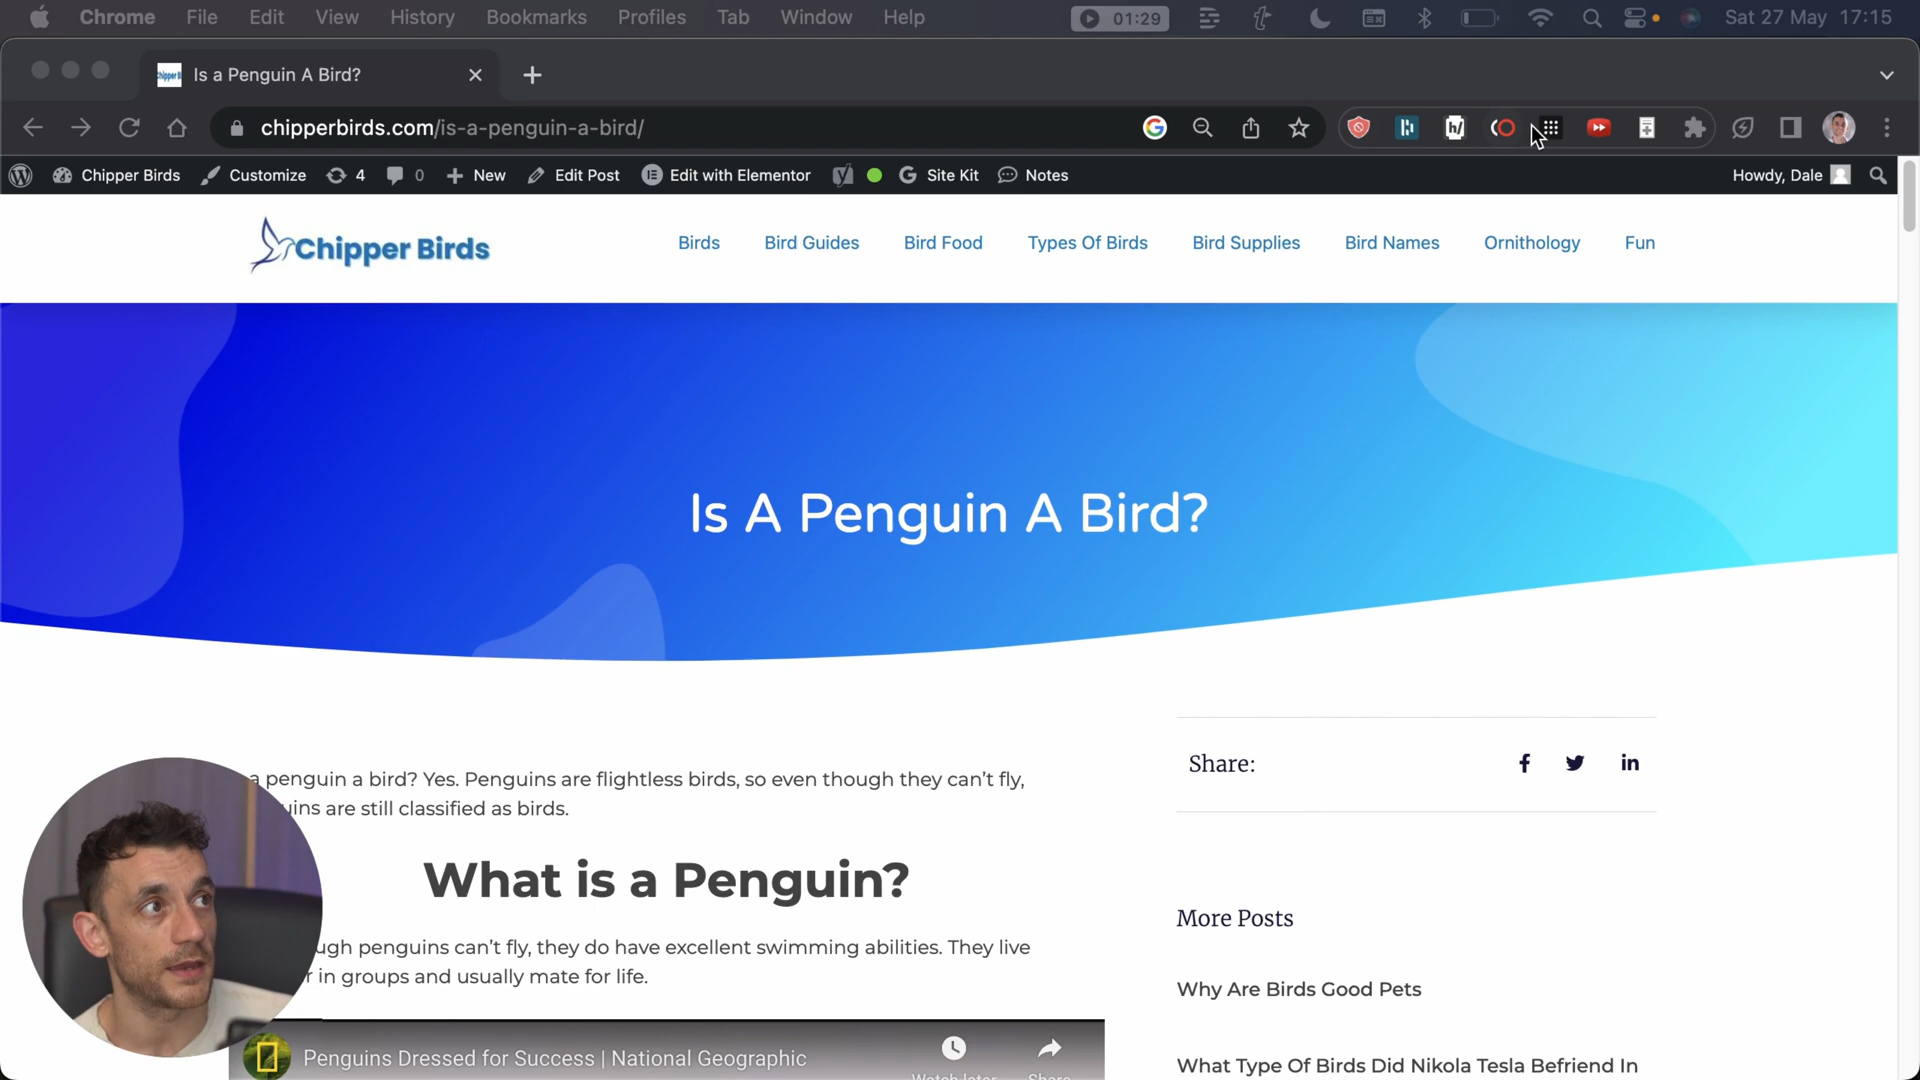 Chrome File Edit View History Bookmarks Profiles Tab Window Help 01:29 Sat 27 May 17:15
Is a Penguin A Bird?
chipperbirds.com/is-a-penguin-a-bird/
Chipper Birds Customize 4 0 New Edit Post Edit with Elementor Site Kit Notes Howdy, Dale
Chipper Birds Birds Bird Guides Bird Food Types Of Birds Bird Supplies Bird Names Ornithology Fun
Is A Penguin A Bird?
Share:
a penguin a bird? Yes. Penguins are flightless birds, so even though they can't fly,
uins are still classified as birds.
What is a Penguin?
ugh penguins can't fly, they do have excellent swimming abilities. They live
r in groups and usually mate for life.
Penguins Dressed for Success | National Geographic
Watch later Share
More Posts
Why Are Birds Good Pets
What Type Of Birds Did Nikola Tesla Befriend In